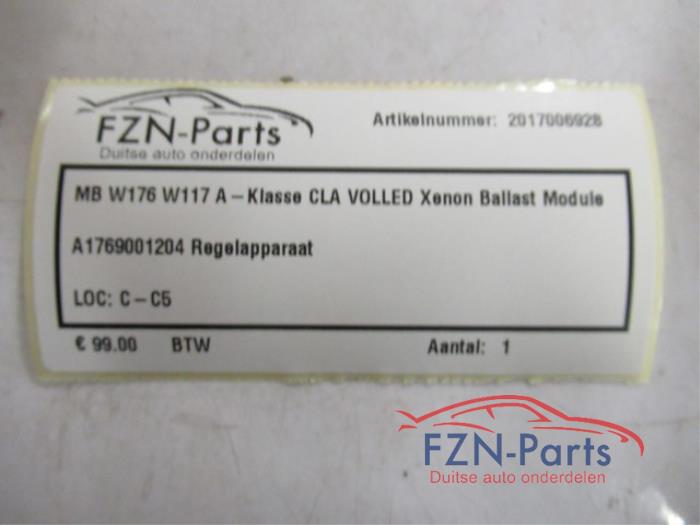 FZN-Parts
Duitse auto onderdelen
Artikelnummer: 2017006928
MB W176 W117 A-Klasse CLA VOLLED Xenon Ballast Module
A1769001204 Regelapparaat
LOC: C-C5
€ 99.00 BTW Aantal: 1
FZN-Parts
Duitse auto onderdelen